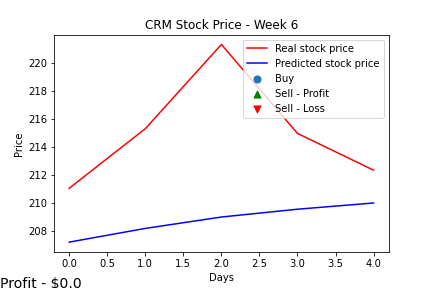 CRM Stock Price - Week 6
Real stock price
Predicted stock price
Buy
Sell - Profit
Sell - Loss
Price
220
218
216
214
212
210
208
0.0 0.5 1.0 1.5 2.0 2.5 3.0 3.5 4.0
Days
Profit - $0.0